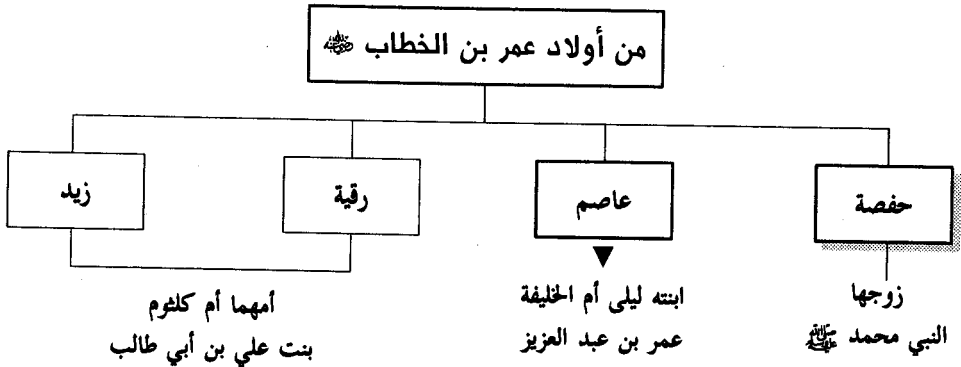 من أولاد عمر بن الخطاب ﷺ
حفصة
عاصم
رقية
زيد
زوجها
النبي محمد ﷺ
ابنته ليلى أم الخليفة
عمر بن عبد العزيز
أمهما أم كلثوم
بنت علي بن أبي طالب